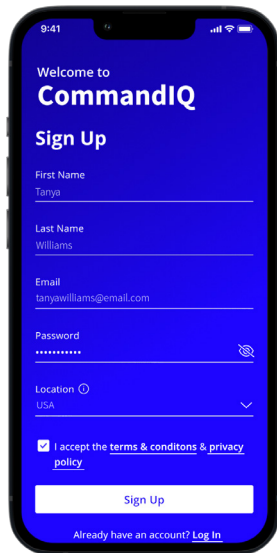 9:41
Welcome to
CommandIQ
Sign Up
First Name
Tanya
Last Name
Williams
Email
tanyawilliams@email.com
Password
•••••••••••
Location
USA
I accept the terms & conditons & privacy
policy
Sign Up
Already have an account? Log In